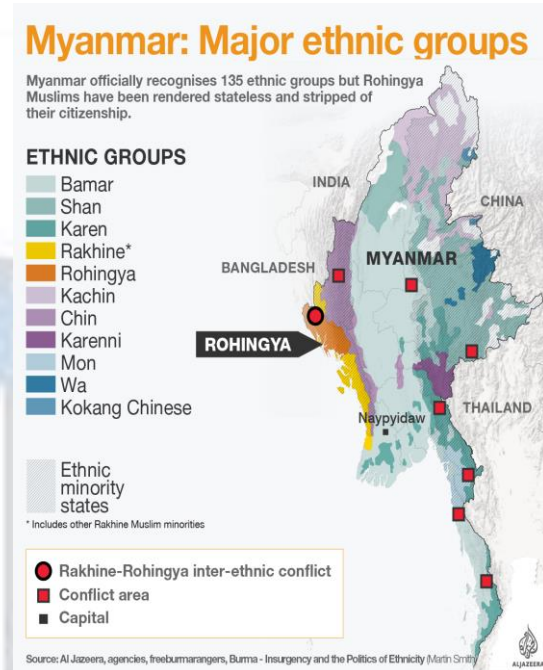 Myanmar: Major ethnic groups
Myanmar officially recognises 135 ethnic groups but Rohingya
Muslims have been rendered stateless and stripped of
their citizenship.
ETHNIC GROUPS
Bamar
Shan
Karen
Rakhine*
Rohingya
Kachin
Chin
Karenni
Mon
Wa
Kokang Chinese
Ethnic
minority
states
* Includes other Rakhine Muslim minorities
INDIA
CHINA
BANGLADESH
MYANMAR
ROHINGYA
Naypyidaw
THAILAND
Rakhine-Rohingya inter-ethnic conflict
Conflict area
Capital
Source: Al Jazeera, agencies, freeburmarangers, Burma - Insurgency and the Politics of Ethnicity (Martin Smith)
ALJAZEERA